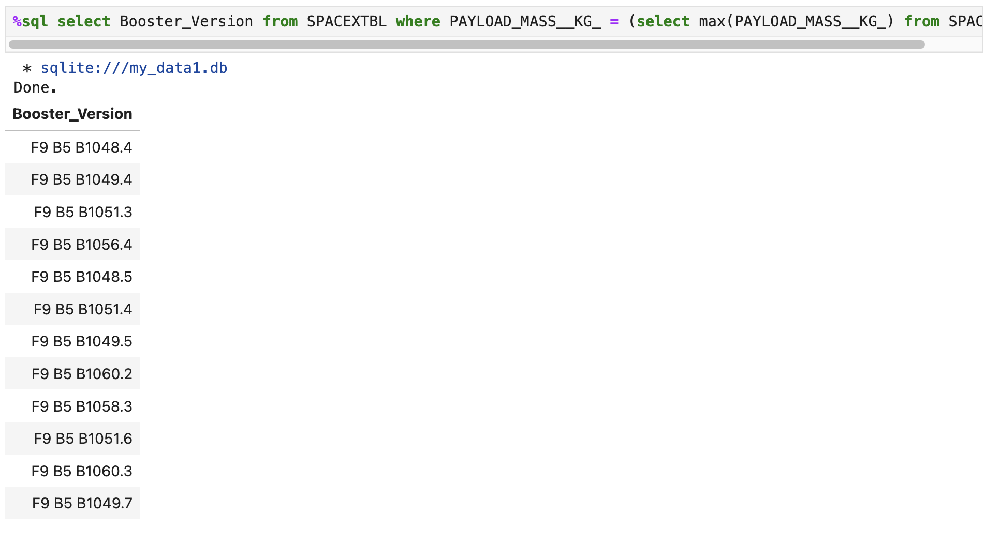 %sql select Booster_Version from SPACEXTBL where PAYLOAD_MASS__KG_ = (select max(PAYLOAD_MASS__KG_) from SPAC
* sqlite:///my_data1.db
Done.
Booster_Version
F9 B5 B1048.4
F9 B5 B1049.4
F9 B5 B1051.3
F9 B5 B1056.4
F9 B5 B1048.5
F9 B5 B1051.4
F9 B5 B1049.5
F9 B5 B1060.2
F9 B5 B1058.3
F9 B5 B1051.6
F9 B5 B1060.3
F9 B5 B1049.7